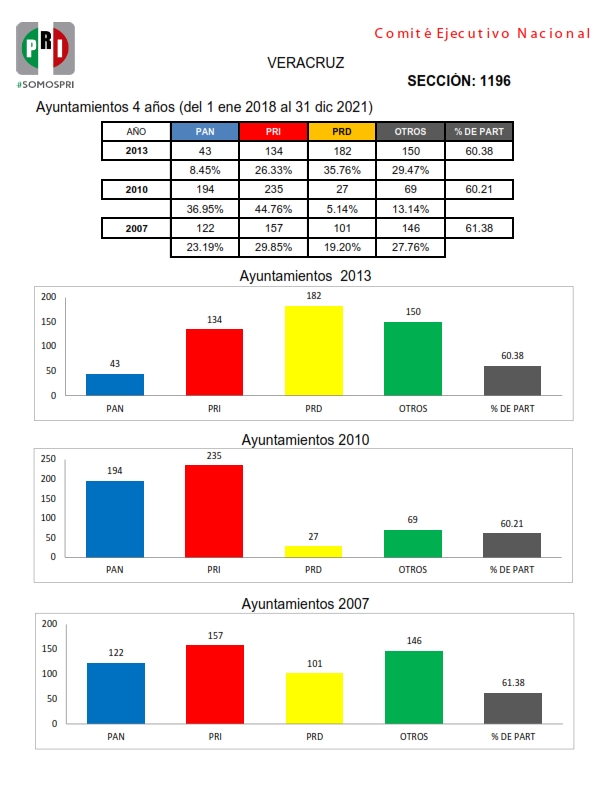 Comité Ejecutivo Nacional
PRI
#SOMOSPRI
VERACRUZ
SECCIÓN: 1196
Ayuntamientos 4 años (del 1 ene 2018 al 31 dic 2021)
AÑO PAN PRI PRD OTROS % DE PART
2013 43 134 182 150 60.38
8.45% 26.33% 35.76% 29.47%
2010 194 235 27 69 60.21
36.95% 44.76% 5.14% 13.14%
2007 122 157 101 146 61.38
23.19% 29.85% 19.20% 27.76%
Ayuntamientos 2013
200
150
100
50
0
43 134 182 150 60.38
PAN PRI PRD OTROS % DE PART
Ayuntamientos 2010
250
200
150
100
50
0
194 235 27 69 60.21
PAN PRI PRD OTROS % DE PART
Ayuntamientos 2007
200
150
100
50
0
122 157 101 146 61.38
PAN PRI PRD OTROS % DE PART